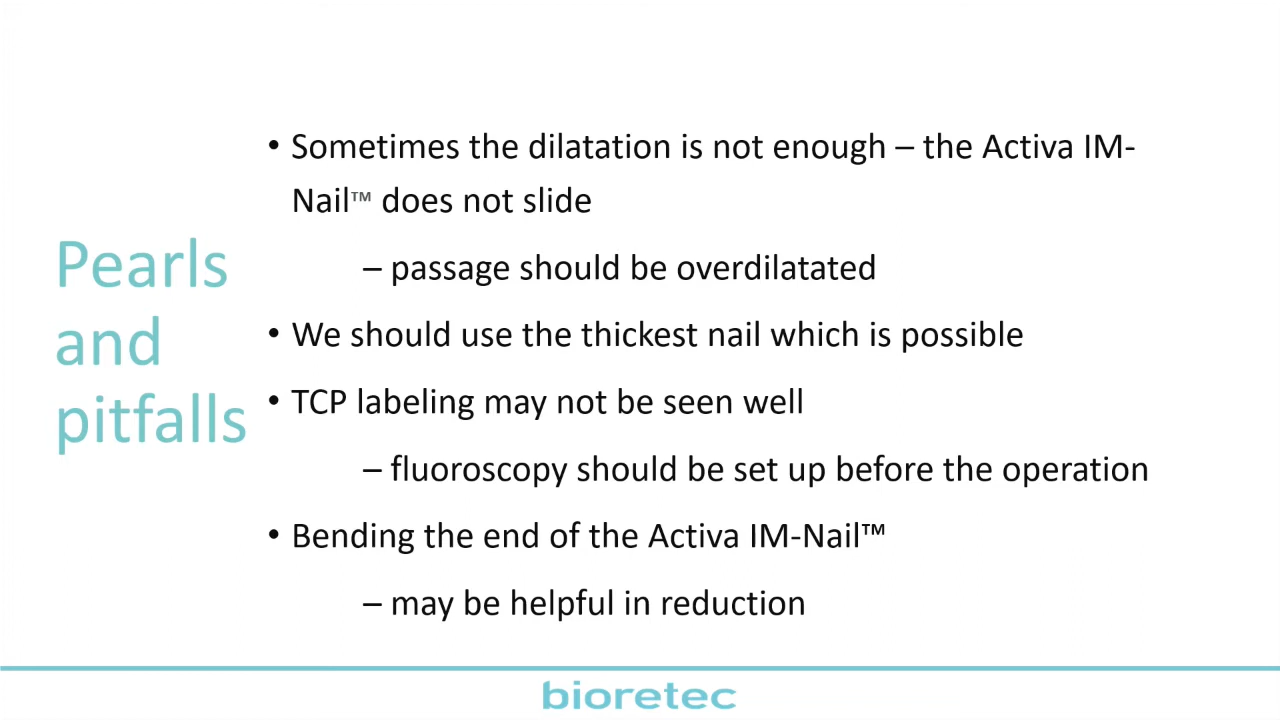 Pearls
and
pitfalls
• Sometimes the dilatation is not enough – the Activa IM-
Nail™ does not slide
– passage should be overdilatated
• We should use the thickest nail which is possible
• TCP labeling may not be seen well
– fluoroscopy should be set up before the operation
• Bending the end of the Activa IM-Nail™
– may be helpful in reduction
bioretec